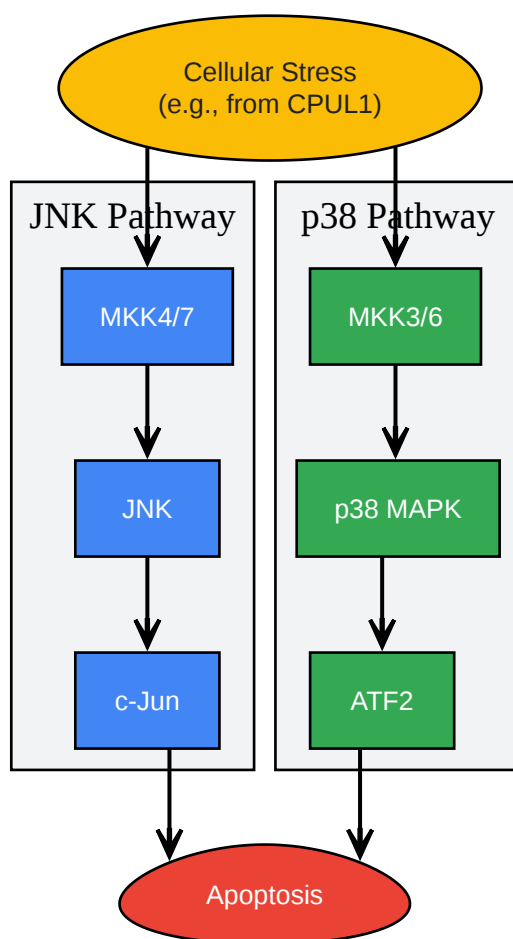 Cellular Stress
(e.g., from CPUL1)
JNK Pathway
p38 Pathway
MKK4/7
MKK3/6
JNK
p38 MAPK
c-Jun
ATF2
Apoptosis